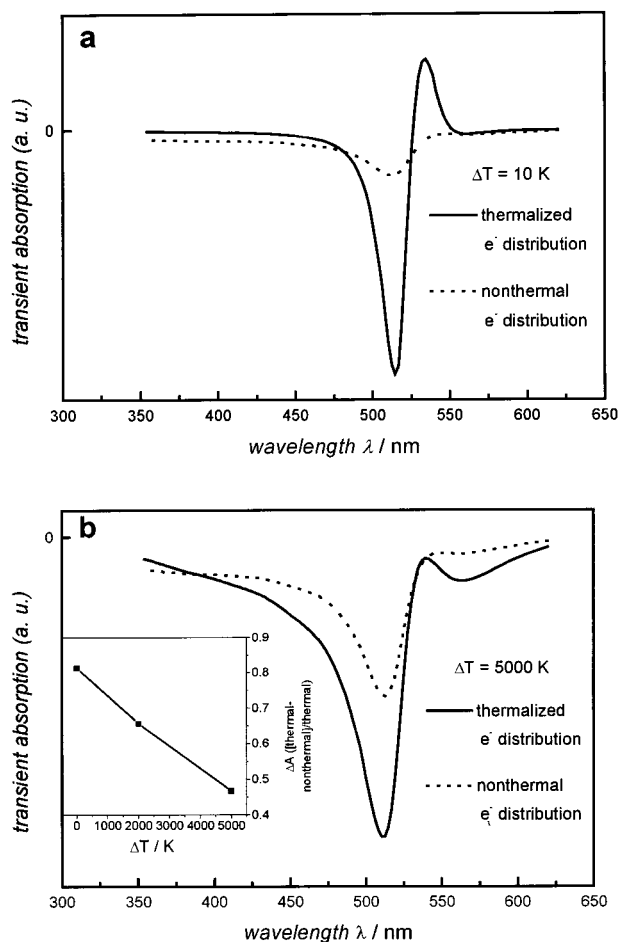 a
transient absorption (a. u.)
0
ΔT = 10 K
thermalized
e⁻ distribution
nonthermal
e⁻ distribution
300 350 400 450 500 550 600 650
wavelength λ / nm
b
transient absorption (a. u.)
0
ΔT = 5000 K
thermalized
e⁻ distribution
nonthermal
e⁻ distribution
0.9
0.8
0.7
0.6
0.5
0.4
ΔA ([thermal-
nonthermal]/thermal)
0 1000 2000 3000 4000 5000
ΔT / K
300 350 400 450 500 550 600 650
wavelength λ / nm